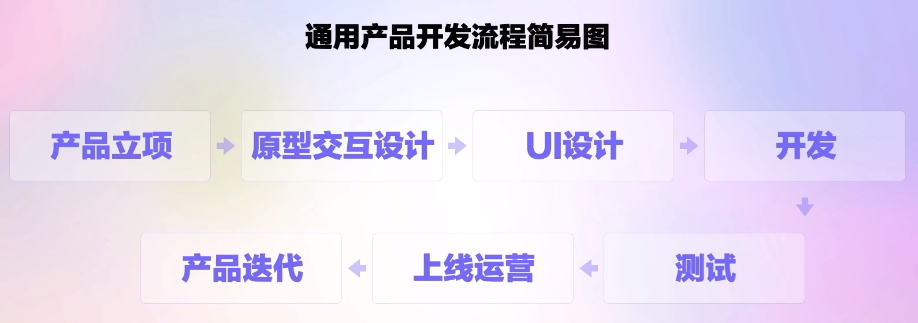 通用产品开发流程简易图
产品立项
原型交互设计
UI设计
开发
测试
上线运营
产品迭代